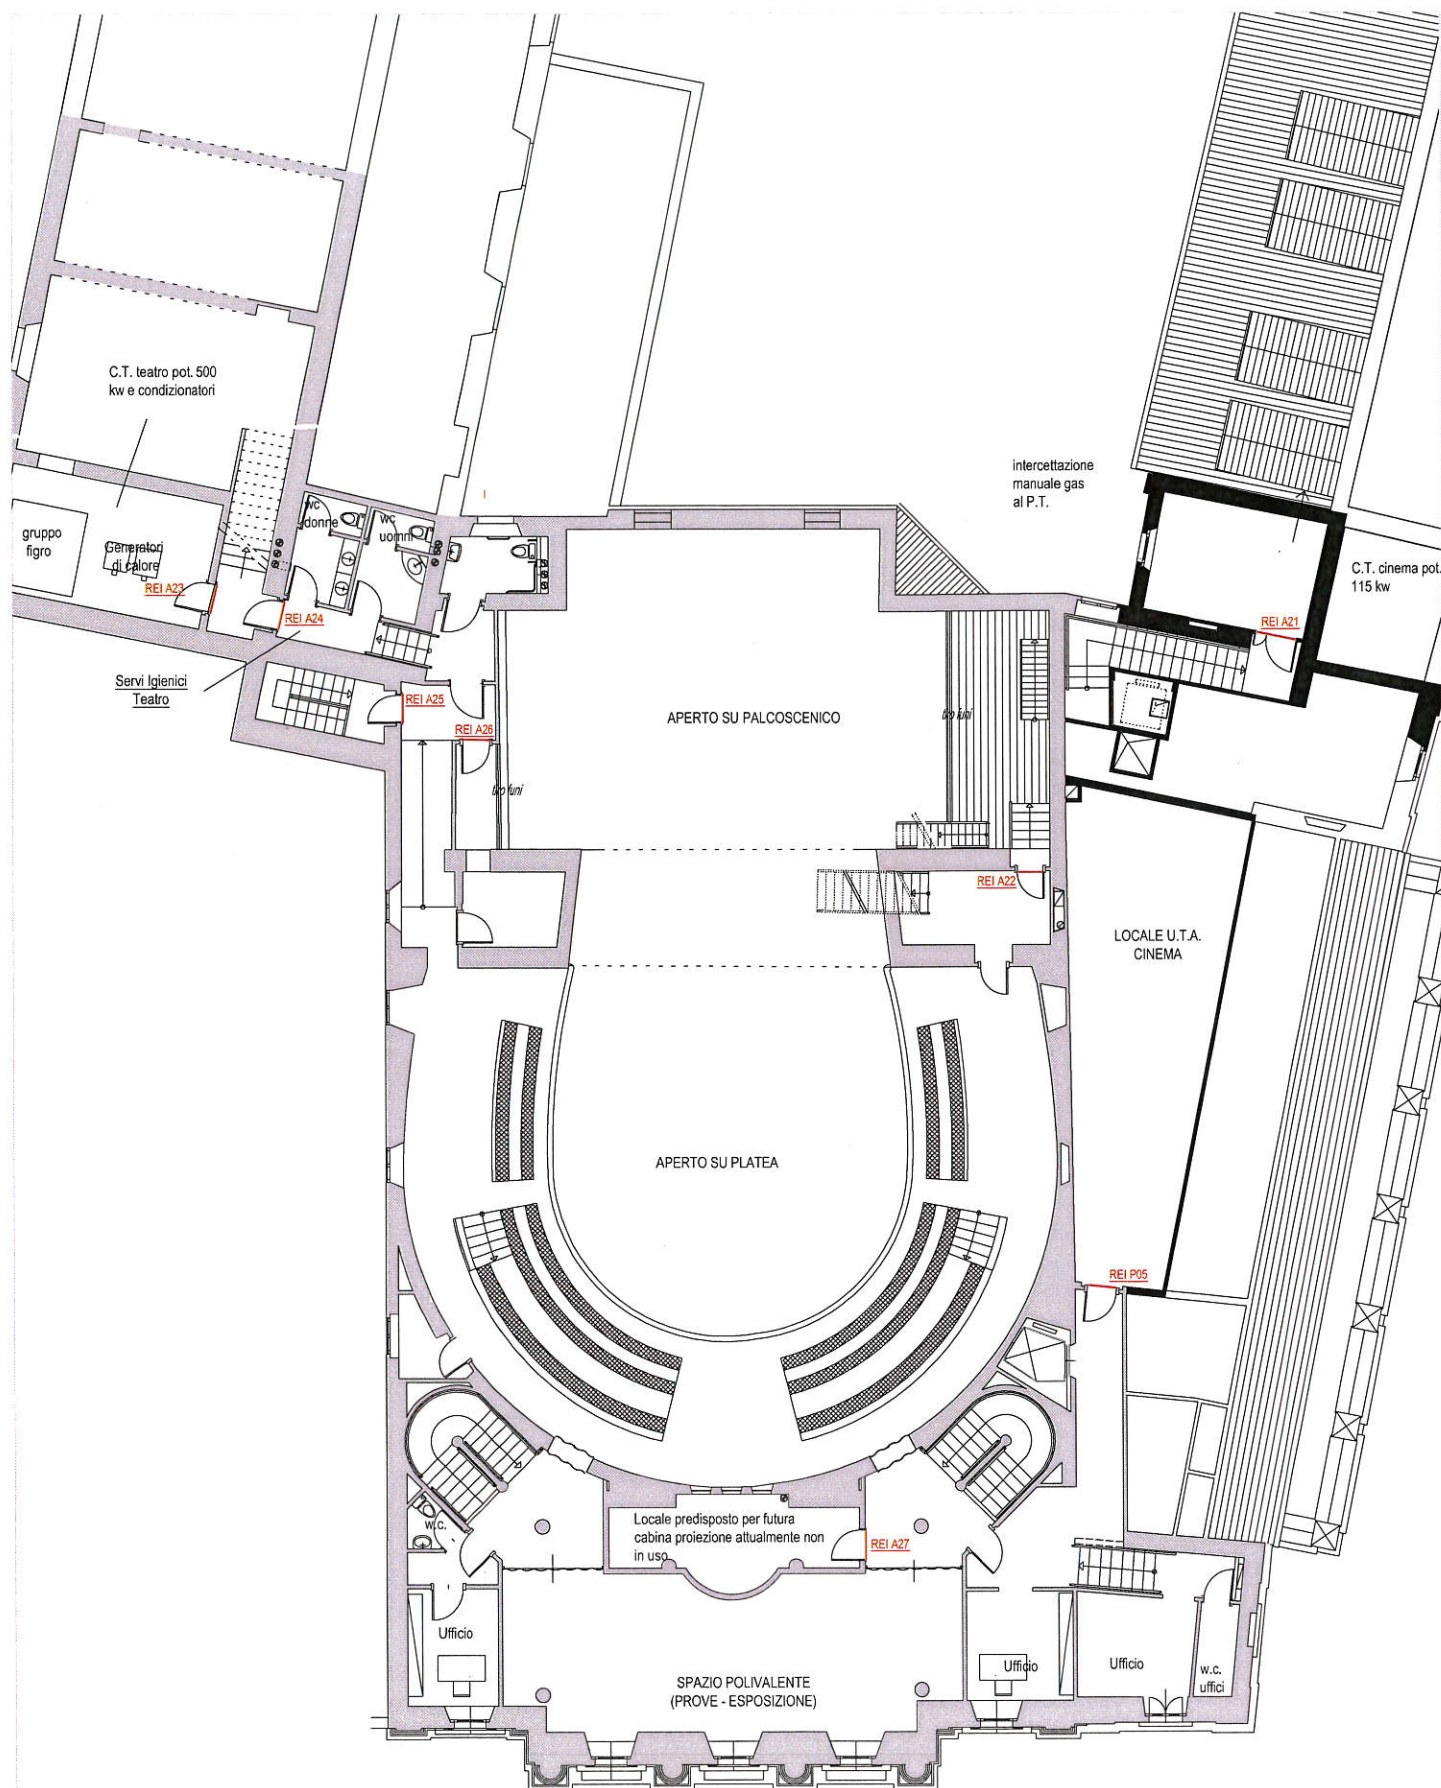 C.T. teatro pot. 500
kw e condizionatori
intercettazione
manuale gas
al P.T.
wc
donne
wc
uomni
gruppo
figro
Generatori
di calore
C.T. cinema pot.
115 kw
REI A23
REI A24
REI A21
Servi Igienici
Teatro
REI A25
REI A26
APERTO SU PALCOSCENICO
tiro funi
tiro funi
REI A22
LOCALE U.T.A.
CINEMA
APERTO SU PLATEA
REI P05
Locale predisposto per futura
cabina proiezione attualmente non
in uso
w.c.
REI A27
Ufficio
Ufficio
Ufficio
w.c.
uffici
SPAZIO POLIVALENTE
(PROVE - ESPOSIZIONE)